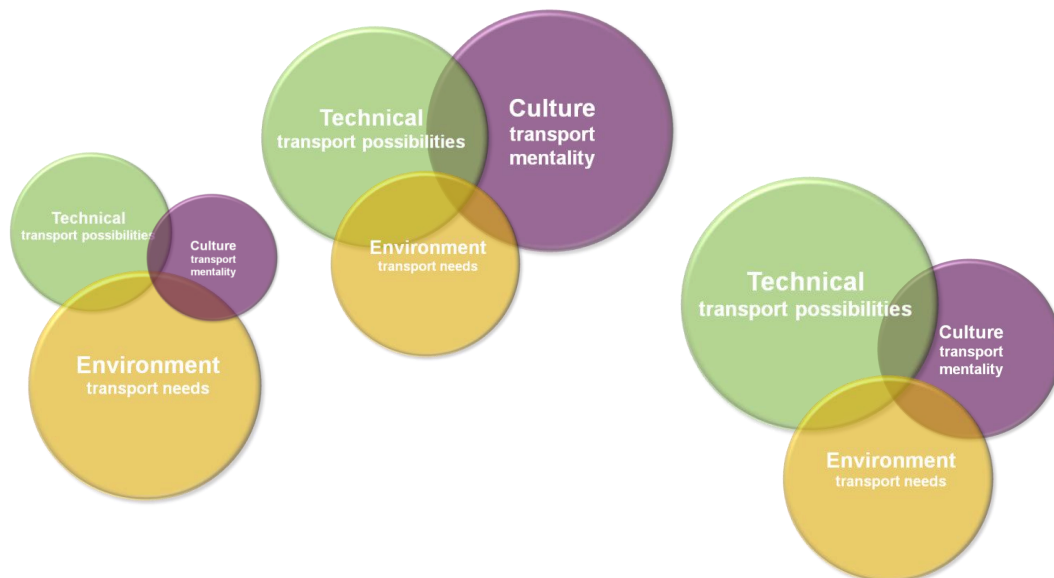 Technical
transport possibilities
Culture
transport
mentality
Environment
transport needs
Technical
transport possibilities
Culture
transport
mentality
Environment
transport needs
Technical
transport possibilities
Culture
transport
mentality
Environment
transport needs